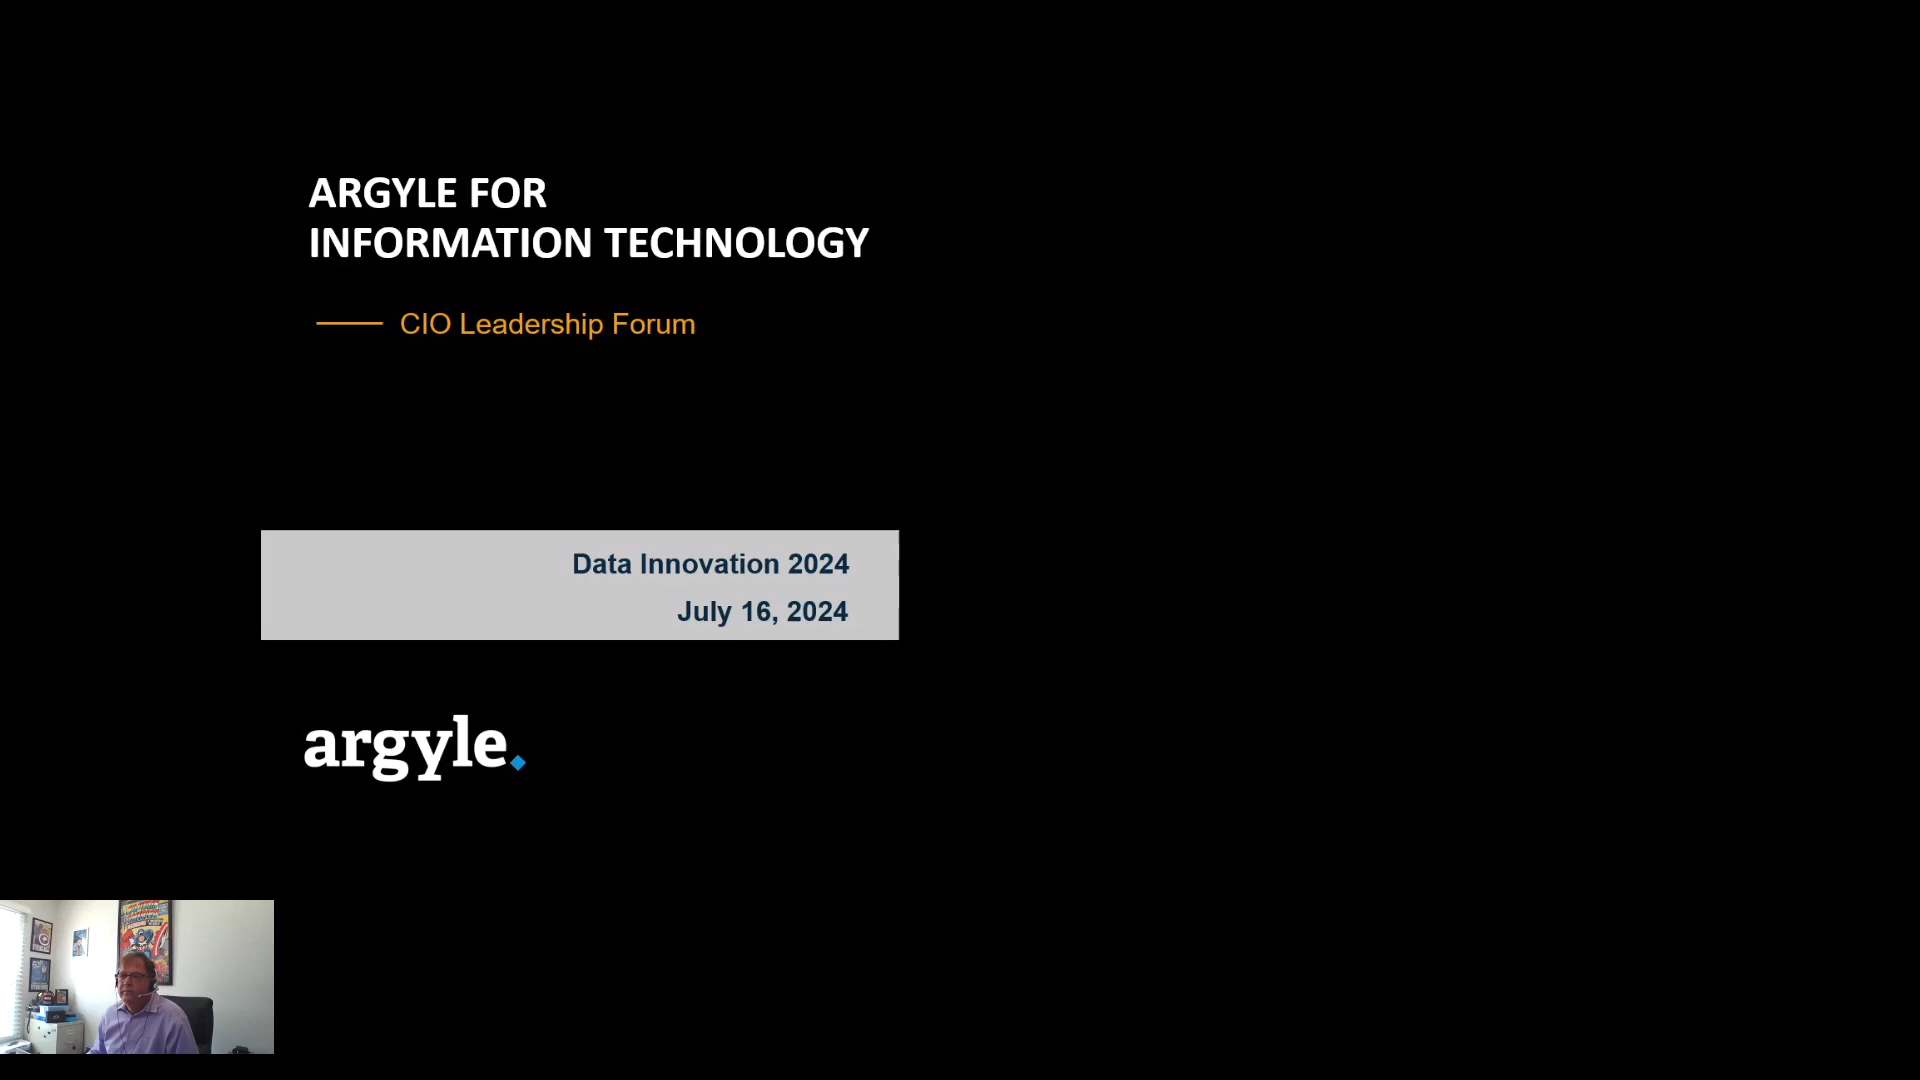 ARGYLE FOR
INFORMATION TECHNOLOGY
CIO Leadership Forum
Data Innovation 2024
July 16, 2024
argyle.